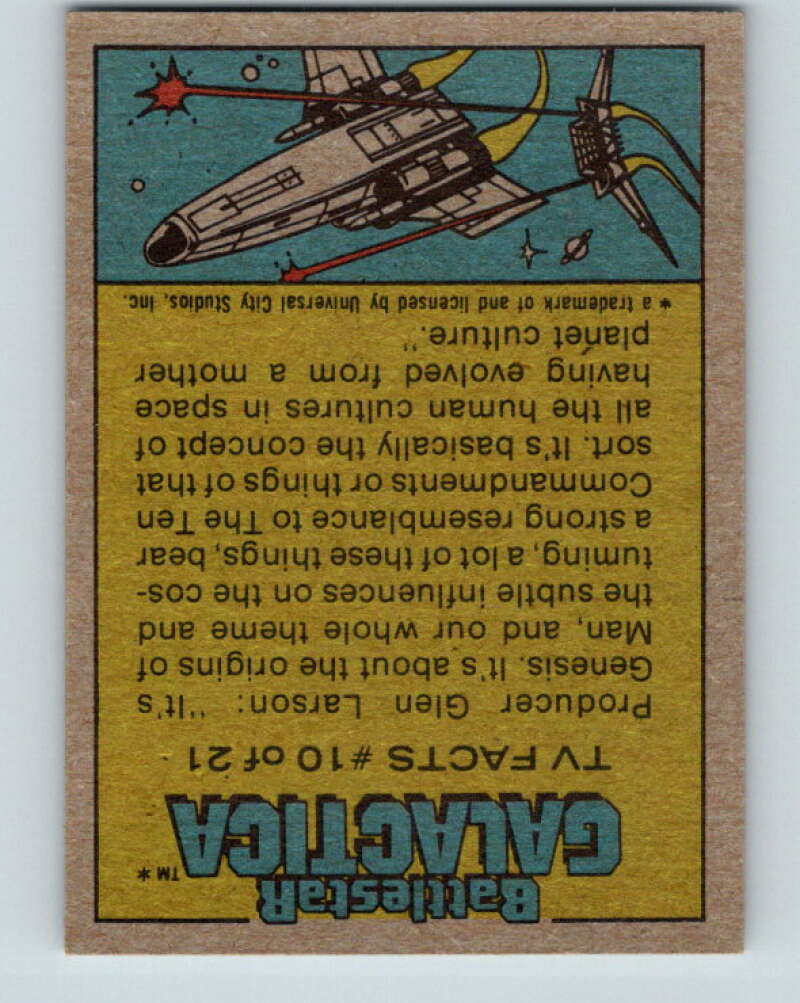 BattlestaR
GALACTICA ™*
TV FACTS #10 of 21
Producer Glen Larson: "It's
Genesis. It's about the origins of
Man, and our whole theme and
the subtle influences on the cos-
tuming, a lot of these things, bear
a strong resemblance to The Ten
Commandments or things of that
sort. It's basically the concept of
all the human cultures in space
having evolved from a mother
planet culture."
* a trademark of and licensed by Universal City Studios, Inc.